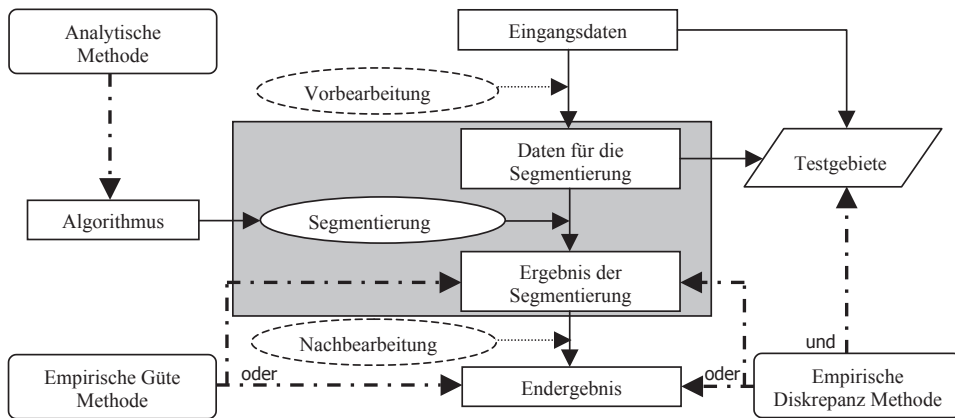 Analytische
Methode
Eingangsdaten
Vorbearbeitung
Daten für die
Segmentierung
Testgebiete
Algorithmus
Segmentierung
Ergebnis der
Segmentierung
Nachbearbeitung
und
Empirische Güte
Methode
oder
Endergebnis
oder
Empirische
Diskrepanz Methode